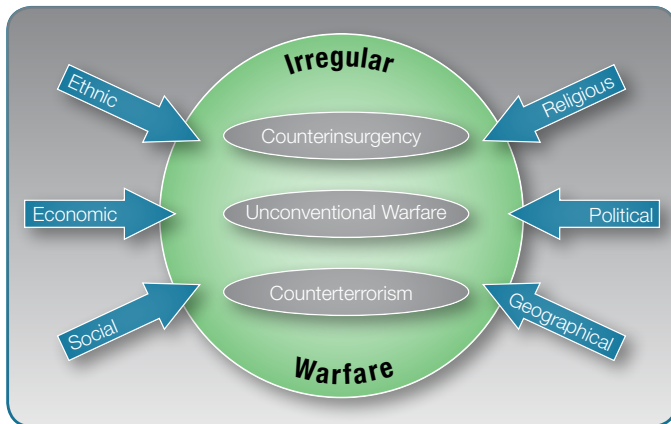 Irregular
Ethnic
Religious
Counterinsurgency
Economic
Unconventional Warfare
Political
Social
Counterterrorism
Geographical
Warfare